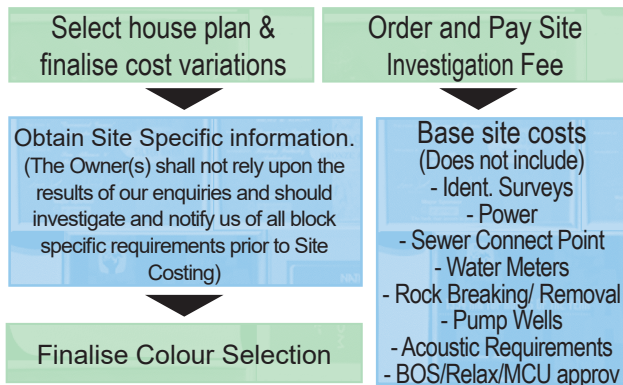 Select house plan &
finalise cost variations
Order and Pay Site
Investigation Fee
Obtain Site Specific information.
(The Owner(s) shall not rely upon the
results of our enquiries and should
investigate and notify us of all block
specific requirements prior to Site
Costing)
Base site costs
(Does not include)
- Ident. Surveys
- Power
- Sewer Connect Point
- Water Meters
- Rock Breaking/ Removal
- Pump Wells
- Acoustic Requirements
- BOS/Relax/MCU approv
Finalise Colour Selection